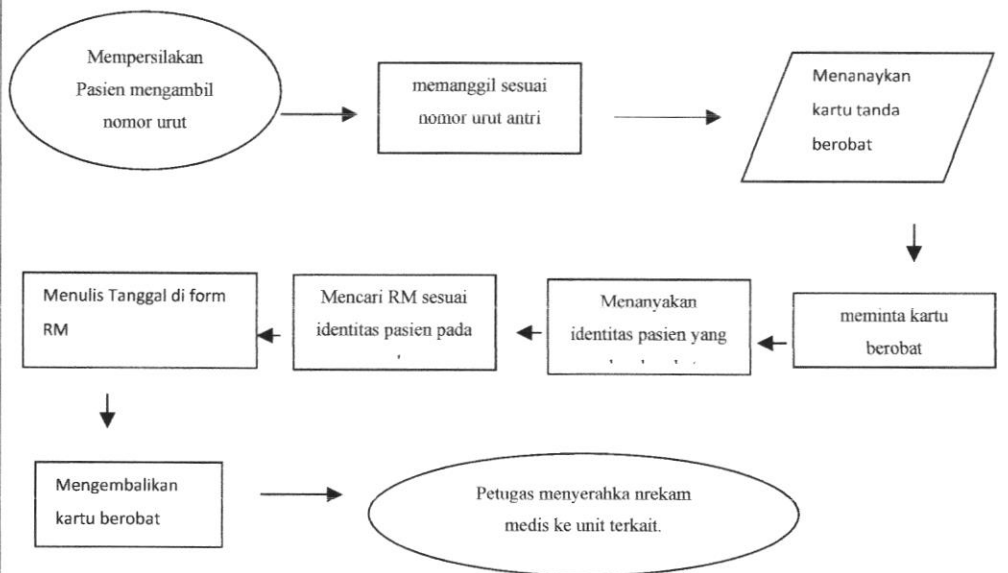 Mempersilakan
Pasien mengambil
nomor urut
memanggil sesuai
nomor urut antri
Menanaykan
kartu tanda
berobat
meminta kartu
berobat
Menanyakan
identitas pasien yang
Mencari RM sesuai
identitas pasien pada
Menulis Tanggal di form
RM
Mengembalikan
kartu berobat
Petugas menyerahka nrekam
medis ke unit terkait.